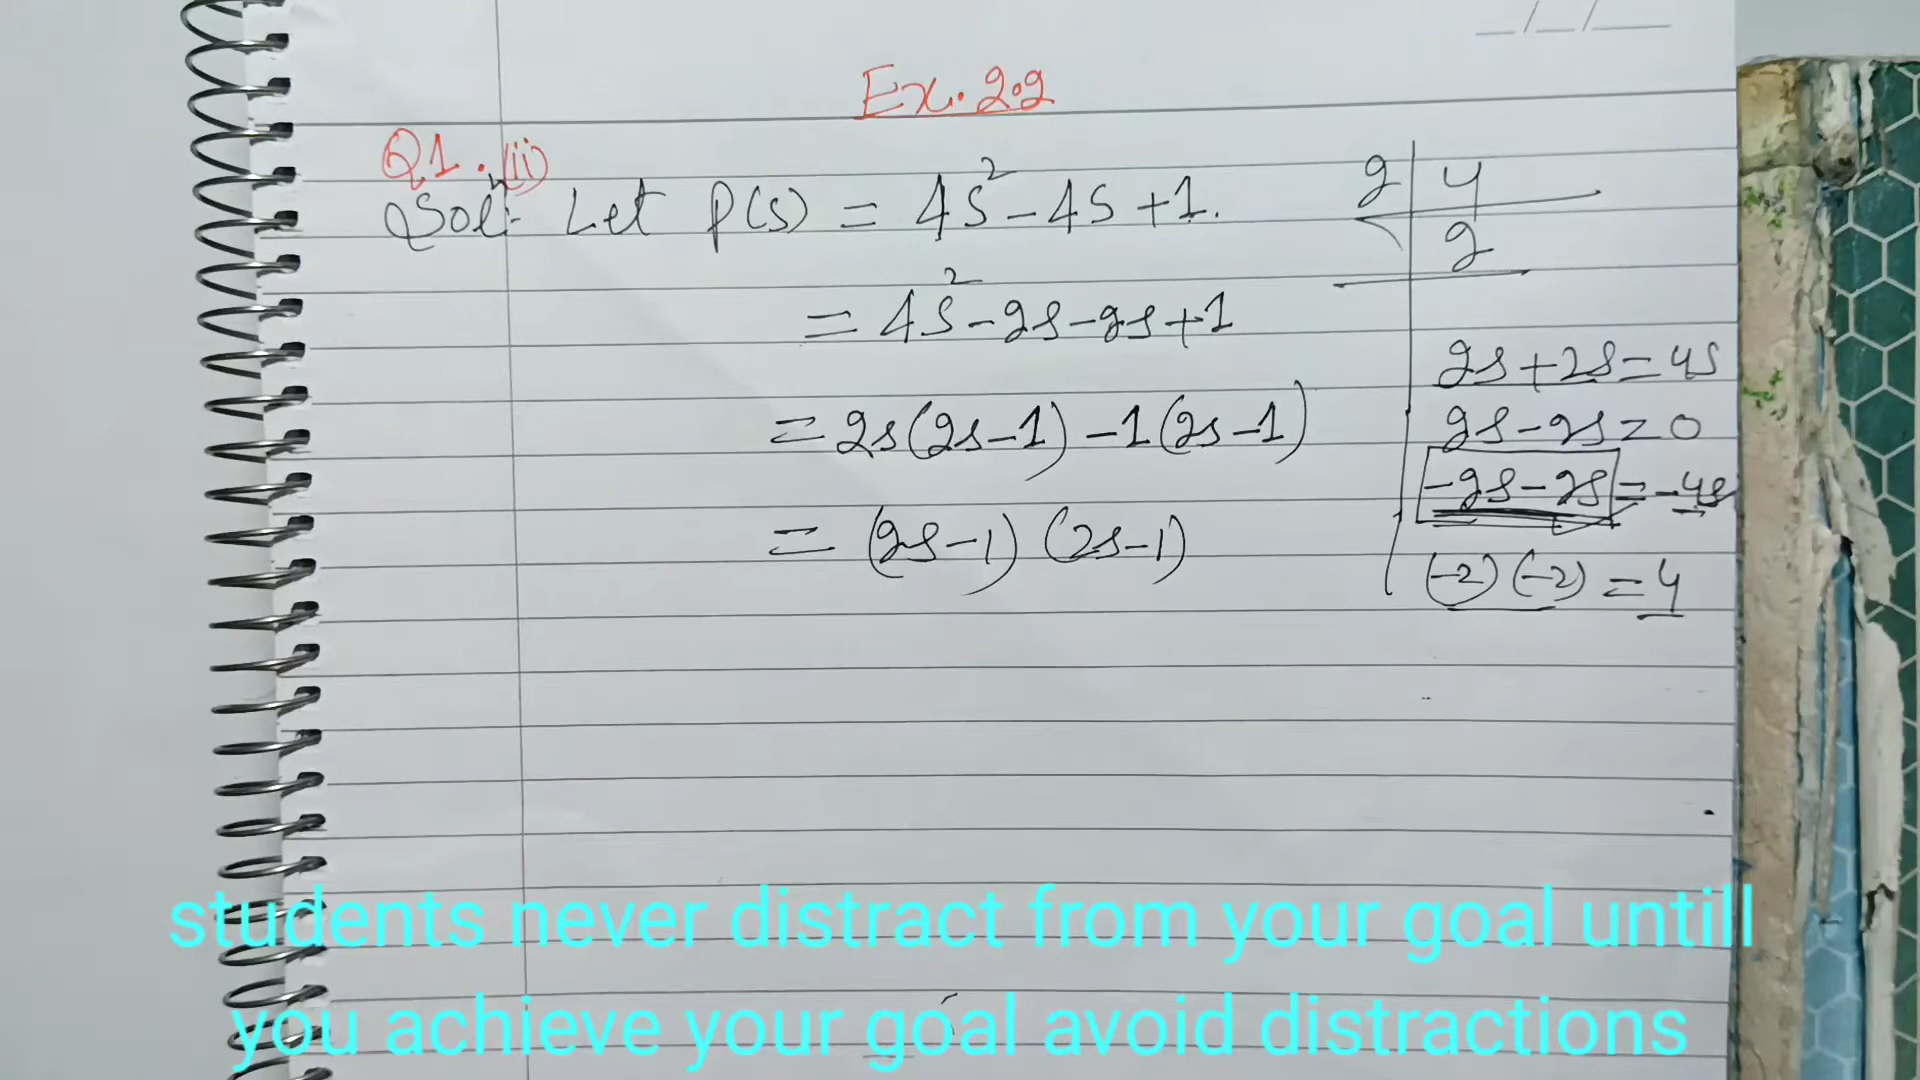 _/_/__
Ex. 2.2
Q1. (ii)
Sol:- Let P(s) = 4s² - 4s + 1.
= 4s² - 2s - 2s + 1
= 2s(2s-1) - 1(2s-1)
= (2s-1) (2s-1)
2 | 4
2
2s + 2s = 4s
2s - 2s = 0
-2s - 2s = -4s
(-2) (-2) = 4
students never distract from your goal untill
you achieve your goal avoid distractions